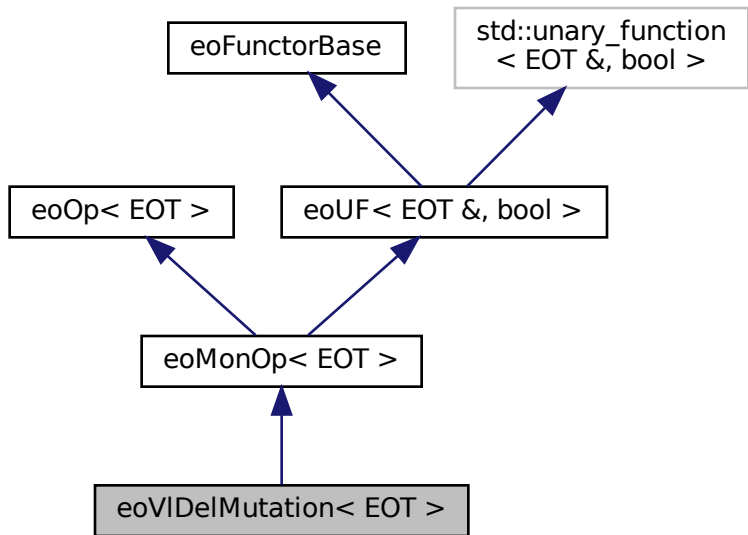 eoFunctorBase
std::unary_function
< EOT &, bool >
eoOp< EOT >
eoUF< EOT &, bool >
eoMonOp< EOT >
eoVlDelMutation< EOT >